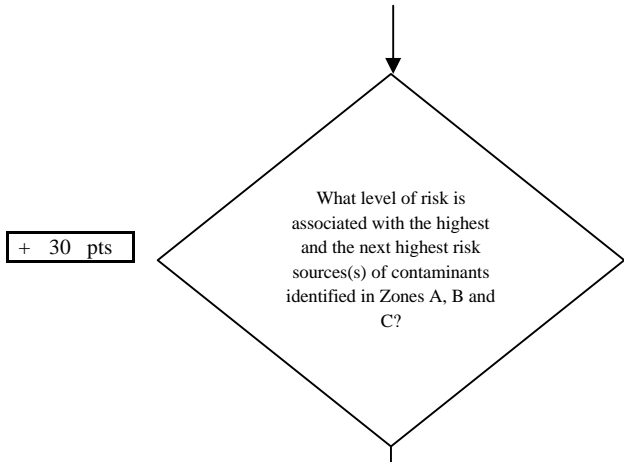 What level of risk is
associated with the highest
and the next highest risk
sources(s) of contaminants
identified in Zones A, B and
C?
+ 30 pts